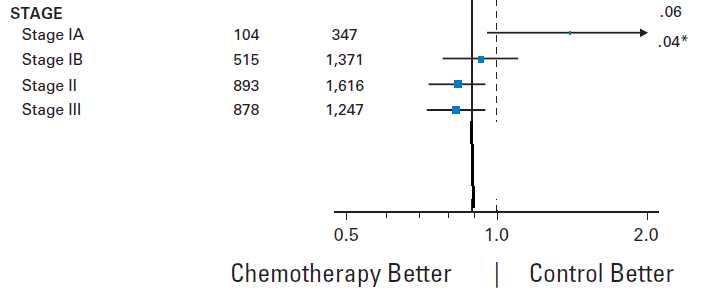 STAGE .06
Stage IA 104 347 .04*
Stage IB 515 1,371
Stage II 893 1,616
Stage III 878 1,247
0.5 1.0 2.0
Chemotherapy Better | Control Better